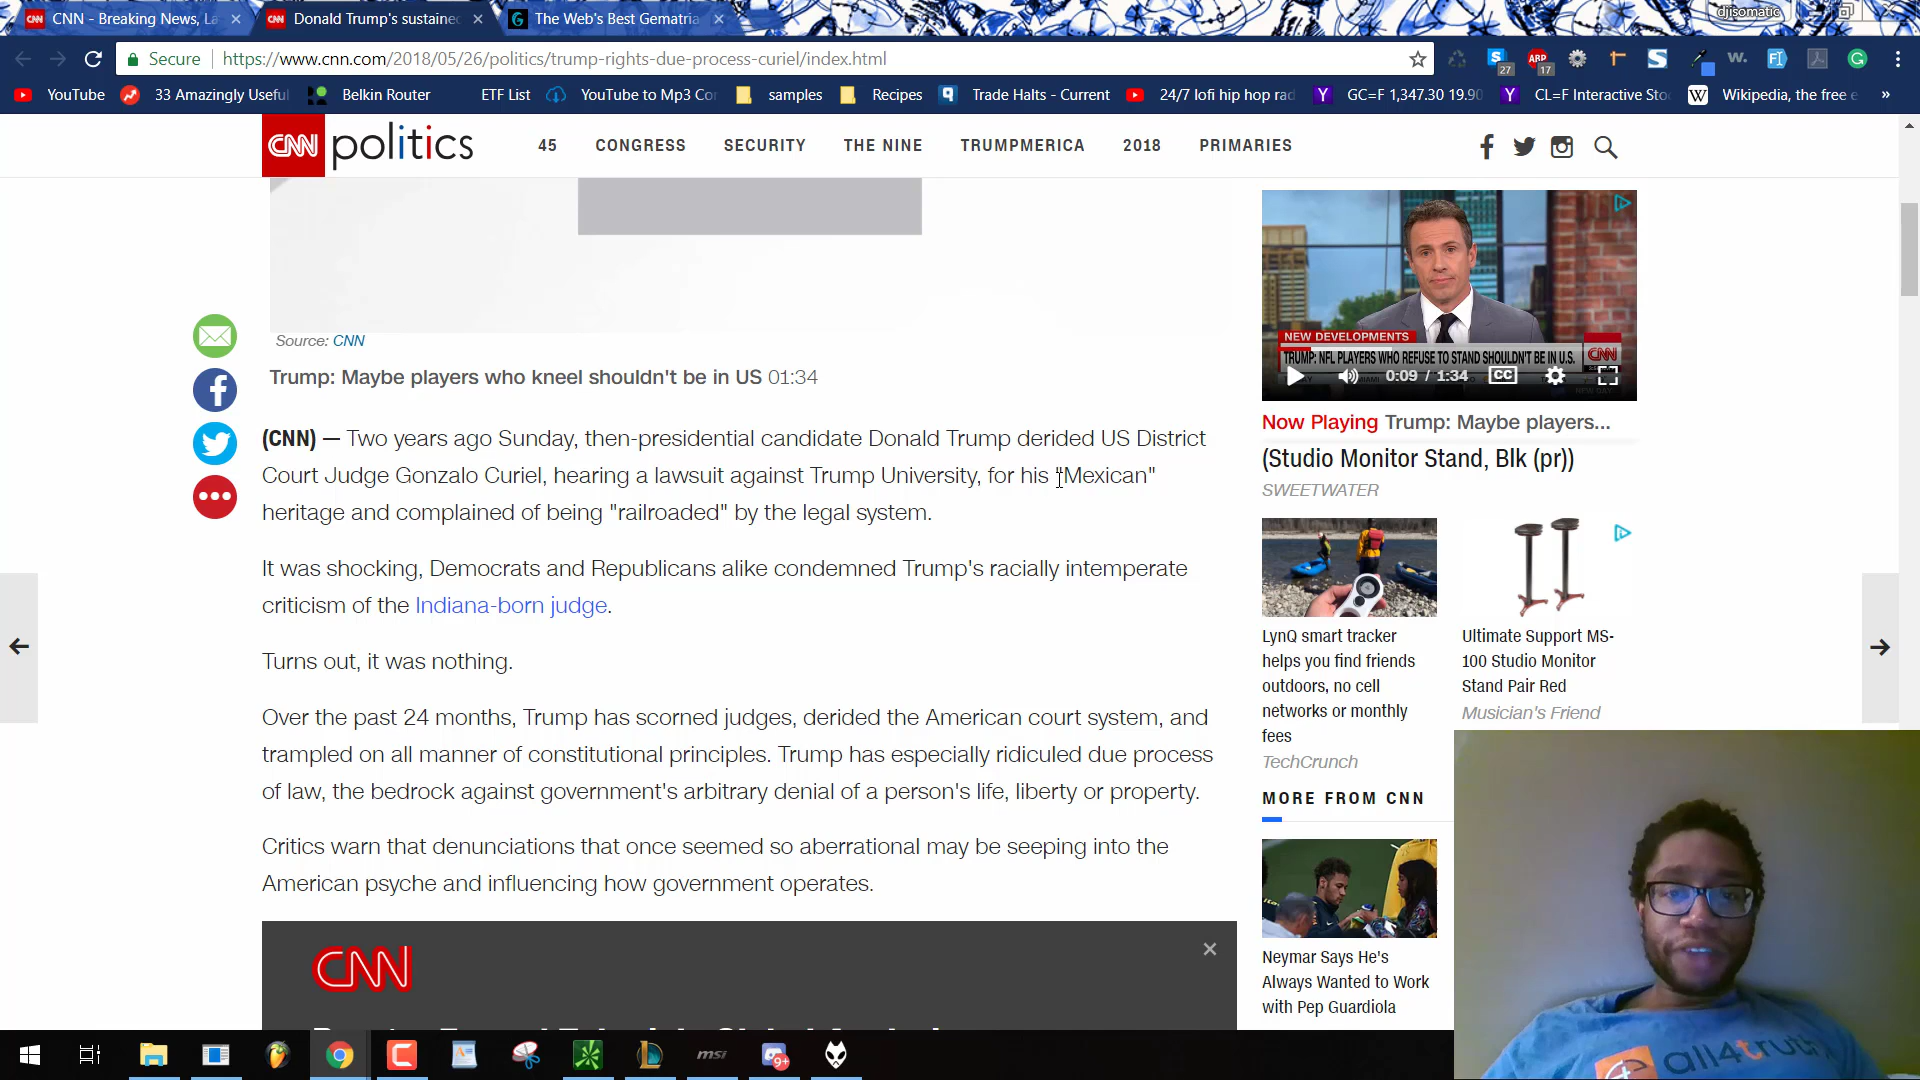 CNN - Breaking News, La
Donald Trump's sustaine
The Web's Best Gematria
djisomatic
Secure
https://www.cnn.com/2018/05/26/politics/trump-rights-due-process-curiel/index.html
27
ARP
17
w.
YouTube
33 Amazingly Useful
Belkin Router
ETF List
YouTube to Mp3 Con
samples
Recipes
Trade Halts - Current
24/7 lofi hip hop rad
GC=F 1,347.30 19.90
CL=F Interactive Stoc
W
Wikipedia, the free e
»
CNN politics
45
CONGRESS
SECURITY
THE NINE
TRUMPMERICA
2018
PRIMARIES
Source: CNN
Trump: Maybe players who kneel shouldn't be in US 01:34
(CNN) — Two years ago Sunday, then-presidential candidate Donald Trump derided US District
Court Judge Gonzalo Curiel, hearing a lawsuit against Trump University, for his "Mexican"
heritage and complained of being "railroaded" by the legal system.
It was shocking, Democrats and Republicans alike condemned Trump's racially intemperate
criticism of the Indiana-born judge.
Turns out, it was nothing.
Over the past 24 months, Trump has scorned judges, derided the American court system, and
trampled on all manner of constitutional principles. Trump has especially ridiculed due process
of law, the bedrock against government's arbitrary denial of a person's life, liberty or property.
Critics warn that denunciations that once seemed so aberrational may be seeping into the
American psyche and influencing how government operates.
CNN
NEW DEVELOPMENTS
TRUMP: NFL PLAYERS WHO REFUSE TO STAND SHOULDN'T BE IN U.S.
CNN
0:09 / 1:34
CC
Now Playing Trump: Maybe players...
(Studio Monitor Stand, Blk (pr))
SWEETWATER
LynQ smart tracker
helps you find friends
outdoors, no cell
networks or monthly
fees
TechCrunch
Ultimate Support MS-
100 Studio Monitor
Stand Pair Red
Musician's Friend
MORE FROM CNN
Neymar Says He's
Always Wanted to Work
with Pep Guardiola
all4truth
msi
9+